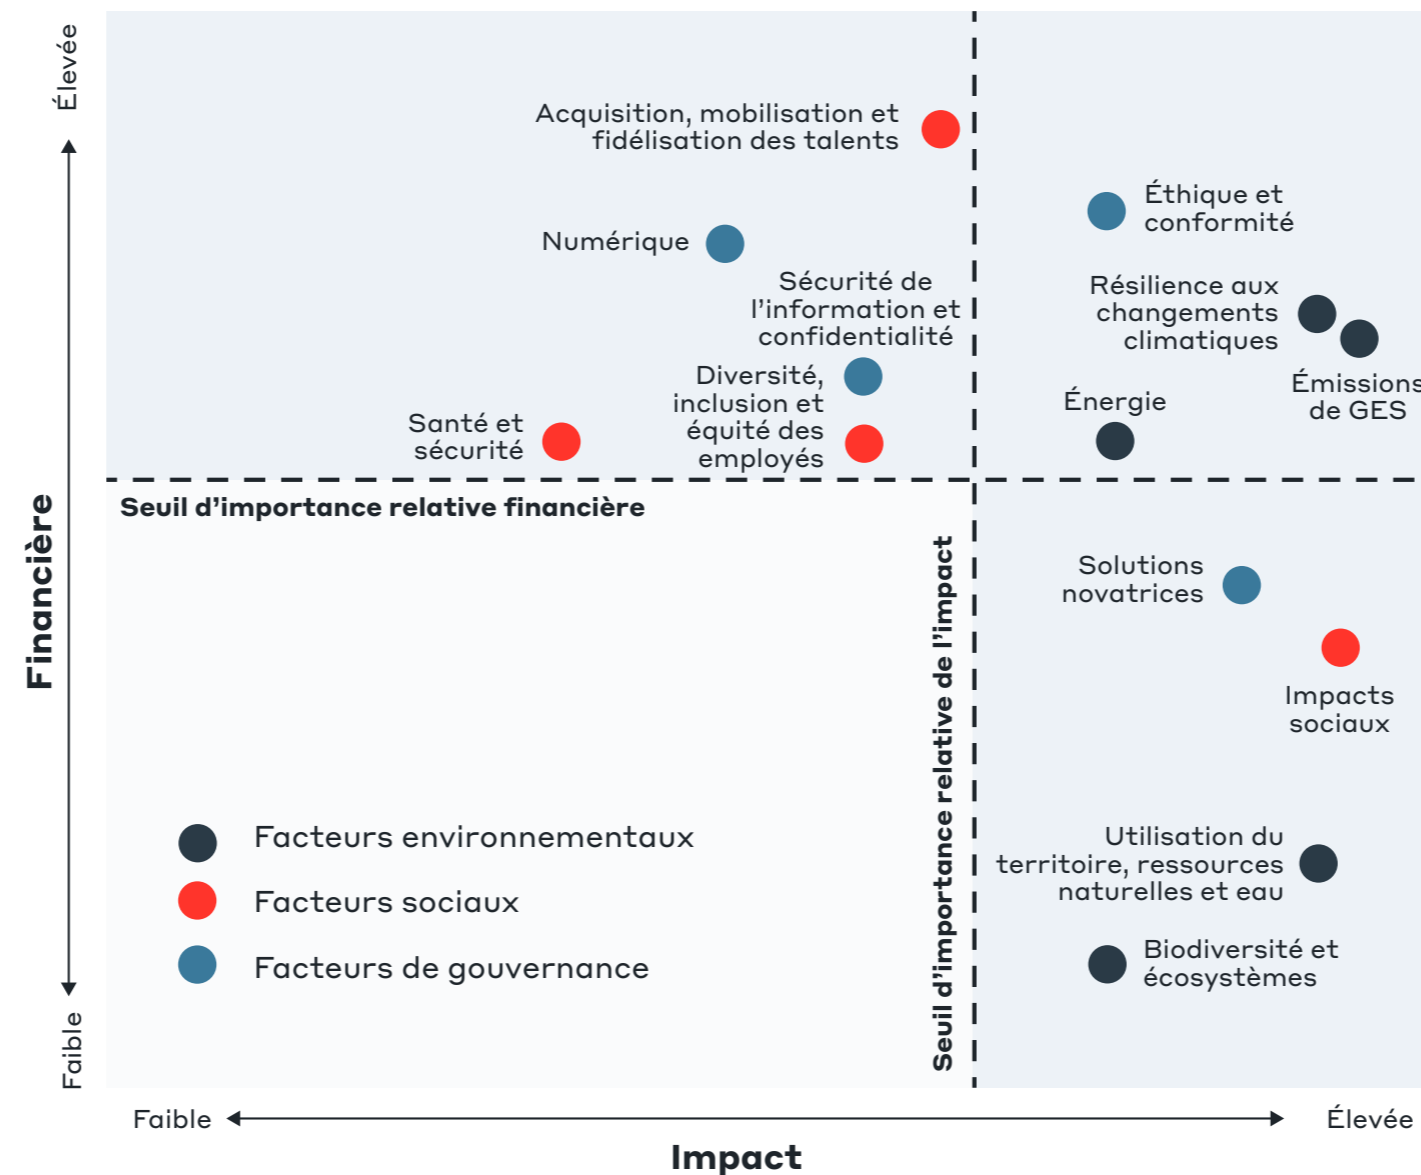 Élevée
Acquisition, mobilisation et
fidélisation des talents
Éthique et
conformité
Numérique
Sécurité de
l’information et
confidentialité
Résilience aux
changements
climatiques
Émissions
de GES
Diversité,
inclusion et
équité des
employés
Énergie
Santé et
sécurité
Seuil d’importance relative financière
Financière
Seuil d’importance relative de l’impact
Solutions
novatrices
Impacts
sociaux
Facteurs environnementaux
Facteurs sociaux
Facteurs de gouvernance
Utilisation du
territoire, ressources
naturelles et eau
Biodiversité et
écosystèmes
Faible
Faible
Élevée
Impact